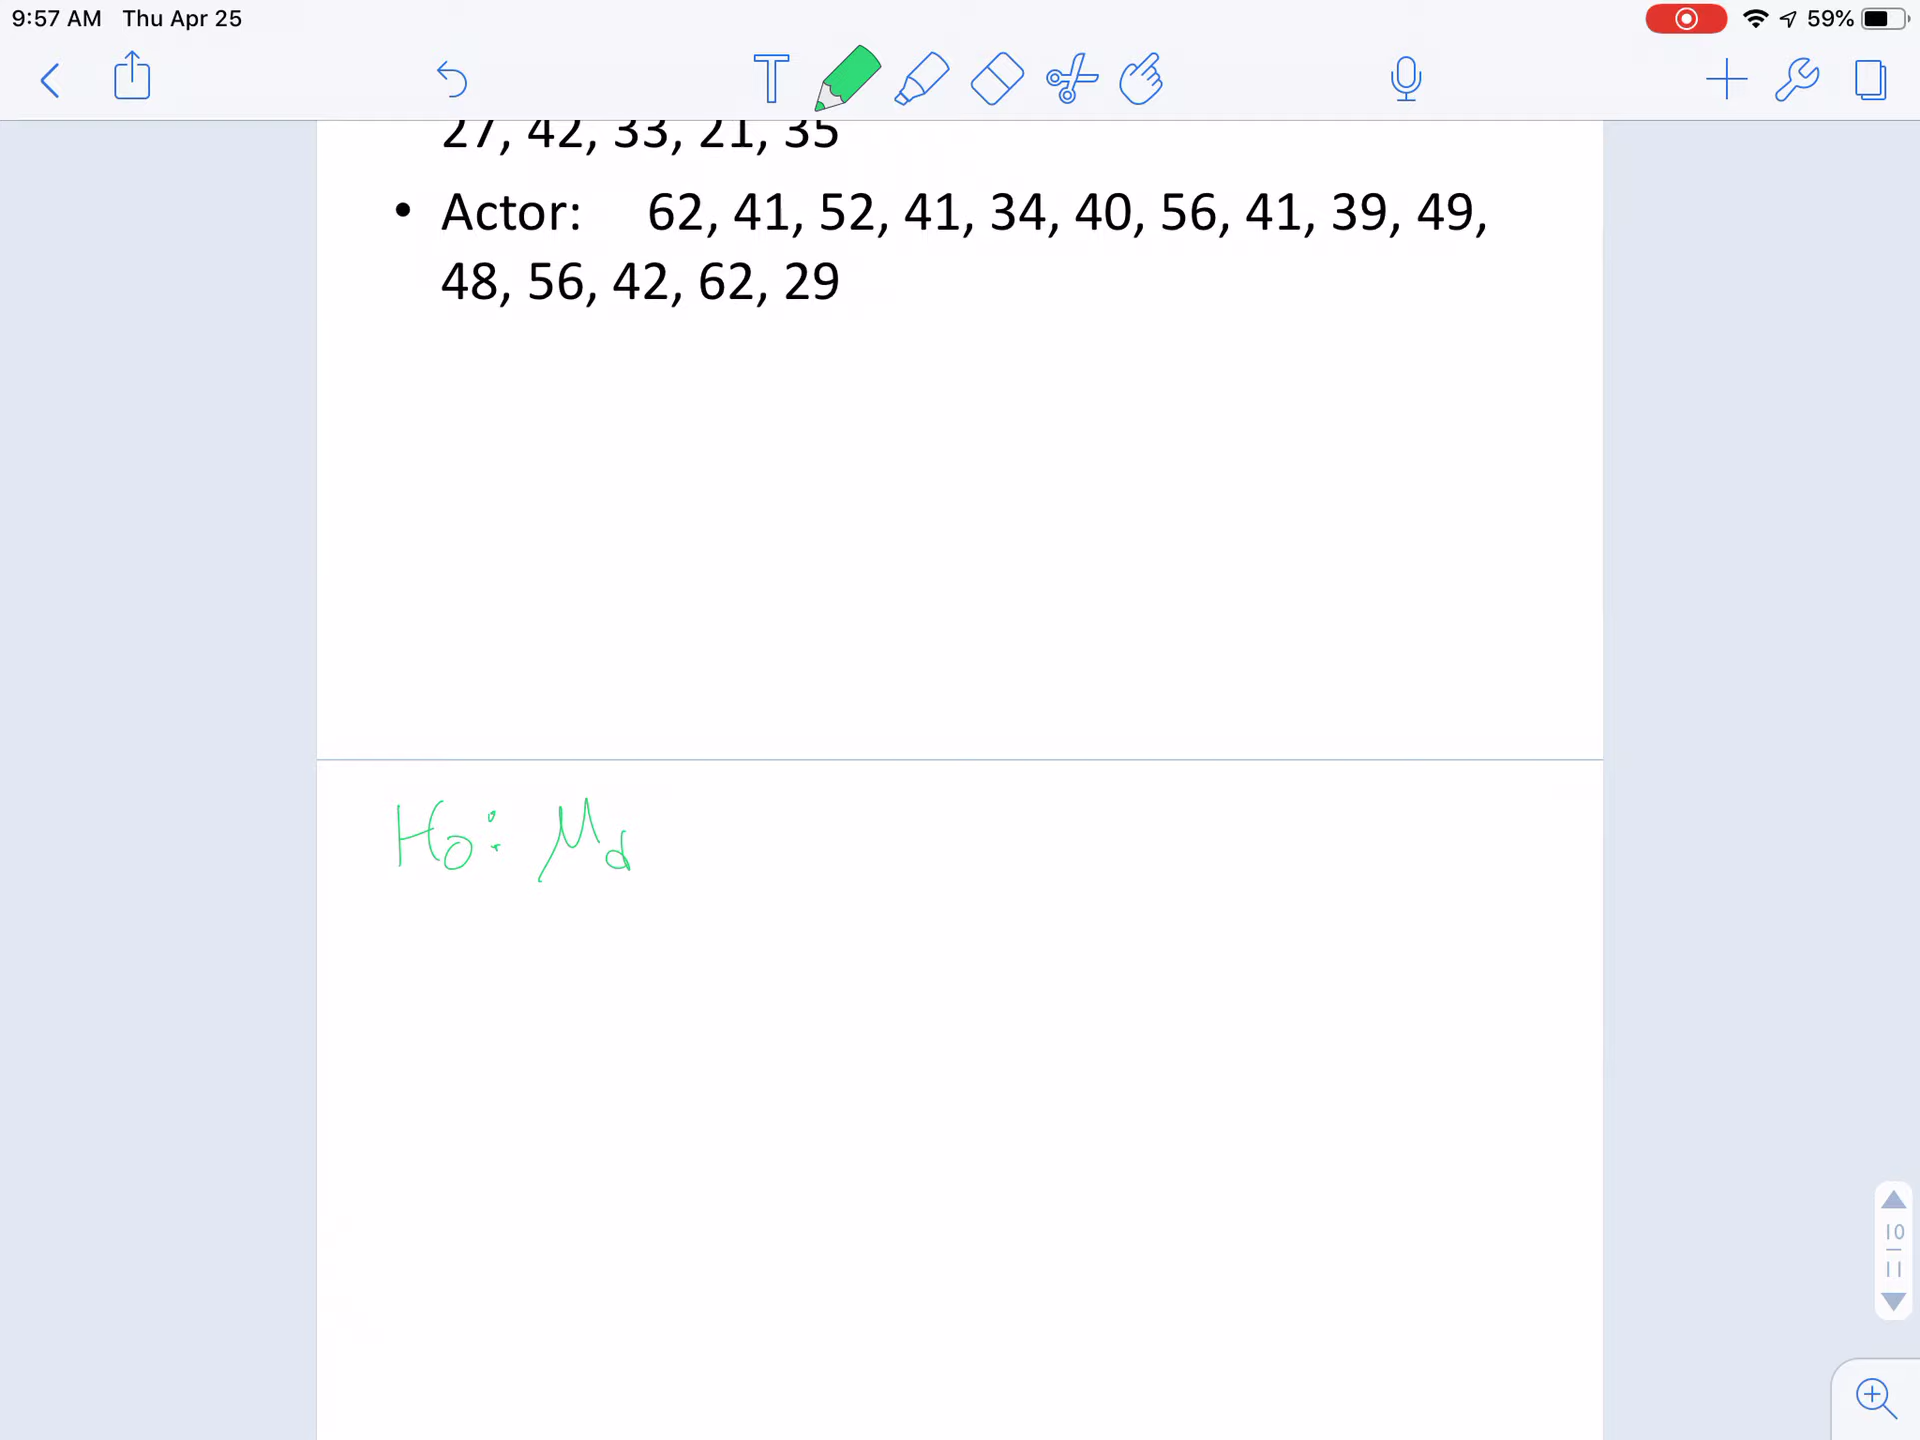 9:57 AM Thu Apr 25 59%
T
27, 42, 33, 21, 35
• Actor: 62, 41, 52, 41, 34, 40, 56, 41, 39, 49,
48, 56, 42, 62, 29
H₀: μ_d
10
11